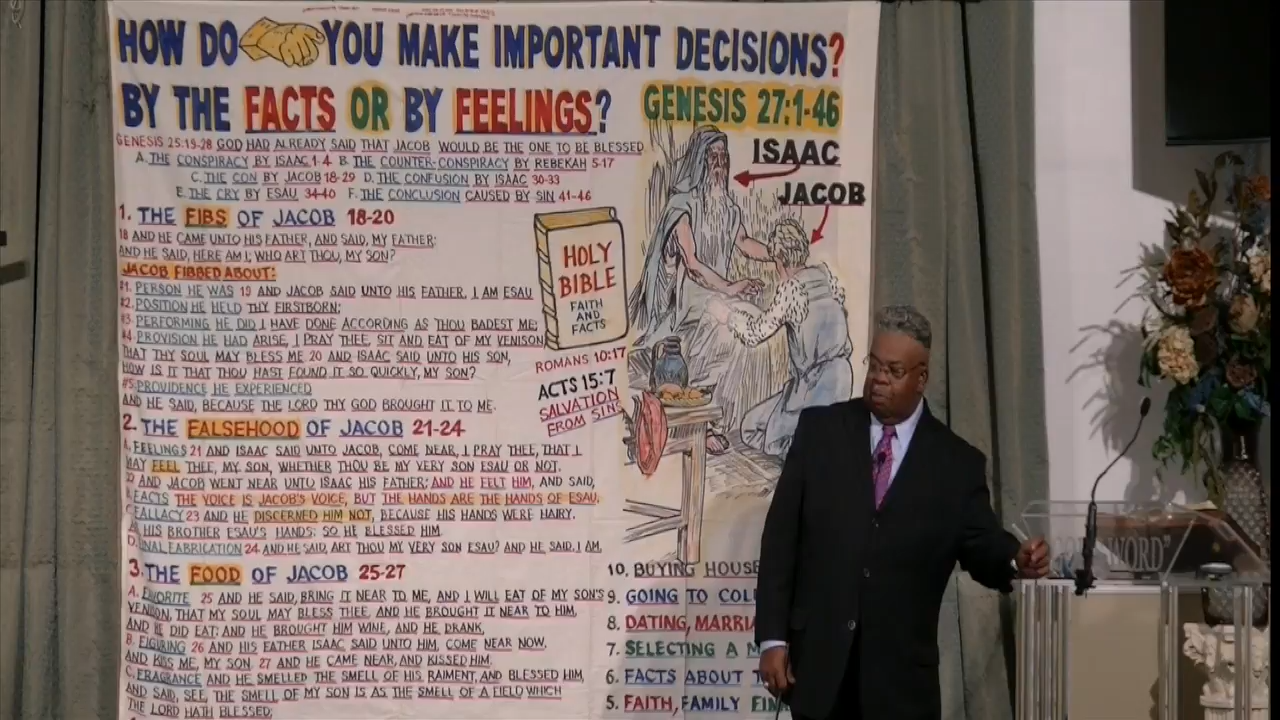 HOW DO YOU MAKE IMPORTANT DECISIONS?
BY THE FACTS OR BY FEELINGS?
GENESIS 27:1-46
GENESIS 25:19-28 GOD HAD ALREADY SAID THAT JACOB WOULD BE THE ONE TO BE BLESSED
A. THE CONSPIRACY BY ISAAC 1-4 B. THE COUNTER-CONSPIRACY BY REBEKAH 5-17
C. THE CON BY JACOB 18-29 D. THE CONFUSION BY ISAAC 30-33
E. THE CRY BY ESAU 34-40 F. THE CONCLUSION CAUSED BY SIN 41-46
ISAAC
JACOB
1. THE FIBS OF JACOB 18-20
18 AND HE CAME UNTO HIS FATHER, AND SAID, MY FATHER:
AND HE SAID, HERE AM I; WHO ART THOU, MY SON?
JACOB FIBBED ABOUT:
#1. PERSON HE WAS 19 AND JACOB SAID UNTO HIS FATHER, I AM ESAU
#2. POSITION HE HELD THY FIRSTBORN;
#3. PERFORMING HE DID I HAVE DONE ACCORDING AS THOU BADEST ME:
#4. PROVISION HE HAD ARISE, I PRAY THEE, SIT AND EAT OF MY VENISON,
THAT THY SOUL MAY BLESS ME 20 AND ISAAC SAID UNTO HIS SON,
HOW IS IT THAT THOU HAST FOUND IT SO QUICKLY, MY SON?
#5. PROVIDENCE HE EXPERIENCED
AND HE SAID, BECAUSE THE LORD THY GOD BROUGHT IT TO ME.
HOLY
BIBLE
FAITH
AND
FACTS
ROMANS 10:17
ACTS 15:7
SALVATION
FROM SIN
2. THE FALSEHOOD OF JACOB 21-24
A. FEELINGS 21 AND ISAAC SAID UNTO JACOB, COME NEAR, I PRAY THEE, THAT I
MAY FEEL THEE, MY SON, WHETHER THOU BE MY VERY SON ESAU OR NOT.
22 AND JACOB WENT NEAR UNTO ISAAC HIS FATHER; AND HE FELT HIM, AND SAID,
B. FACTS THE VOICE IS JACOB'S VOICE, BUT THE HANDS ARE THE HANDS OF ESAU.
C. FALLACY 23 AND HE DISCERNED HIM NOT, BECAUSE HIS HANDS WERE HAIRY,
AS HIS BROTHER ESAU'S HANDS: SO HE BLESSED HIM.
D. FINAL FABRICATION 24 AND HE SAID, ART THOU MY VERY SON ESAU? AND HE SAID, I AM.
3. THE FOOD OF JACOB 25-27
A. FAVORITE 25 AND HE SAID, BRING IT NEAR TO ME, AND I WILL EAT OF MY SON'S
VENISON, THAT MY SOUL MAY BLESS THEE. AND HE BROUGHT IT NEAR TO HIM,
AND HE DID EAT: AND HE BROUGHT HIM WINE, AND HE DRANK.
B. FIGURING 26 AND HIS FATHER ISAAC SAID UNTO HIM, COME NEAR NOW,
AND KISS ME, MY SON. 27 AND HE CAME NEAR, AND KISSED HIM:
C. FRAGRANCE AND HE SMELLED THE SMELL OF HIS RAIMENT, AND BLESSED HIM,
AND SAID, SEE, THE SMELL OF MY SON IS AS THE SMELL OF A FIELD WHICH
THE LORD HATH BLESSED:
10. BUYING HOUSE
9. GOING TO COL
8. DATING, MARRI
7. SELECTING A
6. FACTS ABOUT
5. FAITH, FAMILY FIN
WORD"